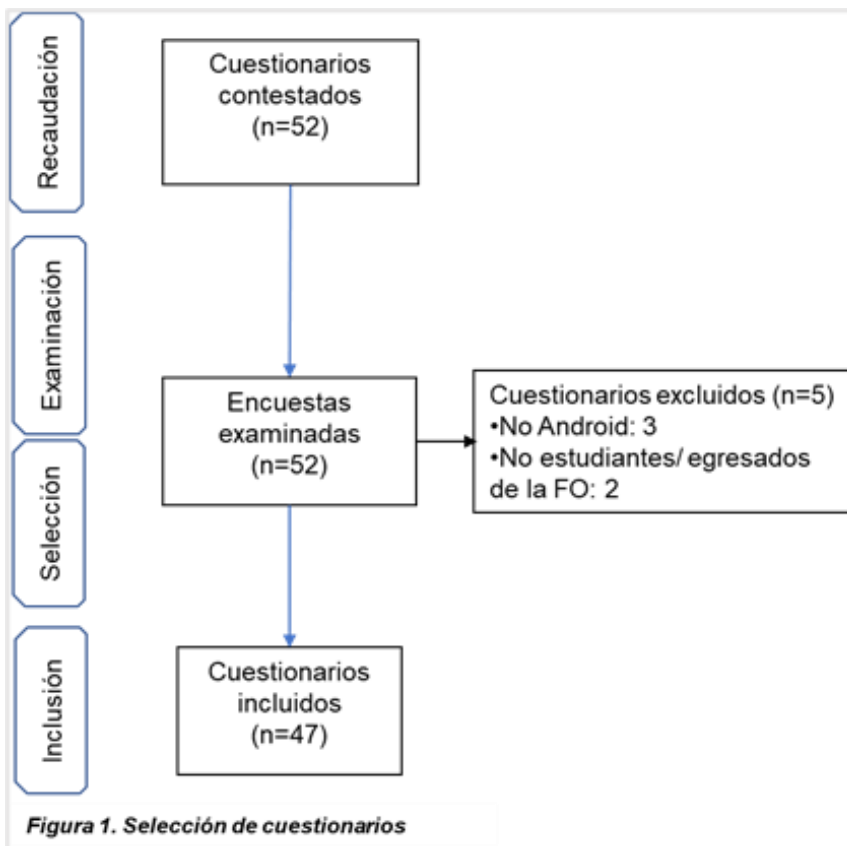 Recaudación
Cuestionarios
contestados
(n=52)
Examinación
Encuestas
examinadas
(n=52)
Cuestionarios excluidos (n=5)
•No Android: 3
•No estudiantes/ egresados
de la FO: 2
Selección
Inclusión
Cuestionarios
incluidos
(n=47)
Figura 1. Selección de cuestionarios